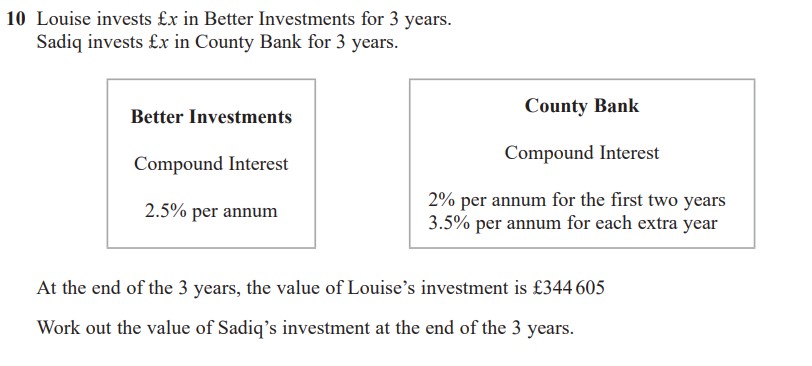 10 Louise invests £x in Better Investments for 3 years.
Sadiq invests £x in County Bank for 3 years.
Better Investments
Compound Interest
2.5% per annum
County Bank
Compound Interest
2% per annum for the first two years
3.5% per annum for each extra year
At the end of the 3 years, the value of Louise’s investment is £344 605
Work out the value of Sadiq’s investment at the end of the 3 years.